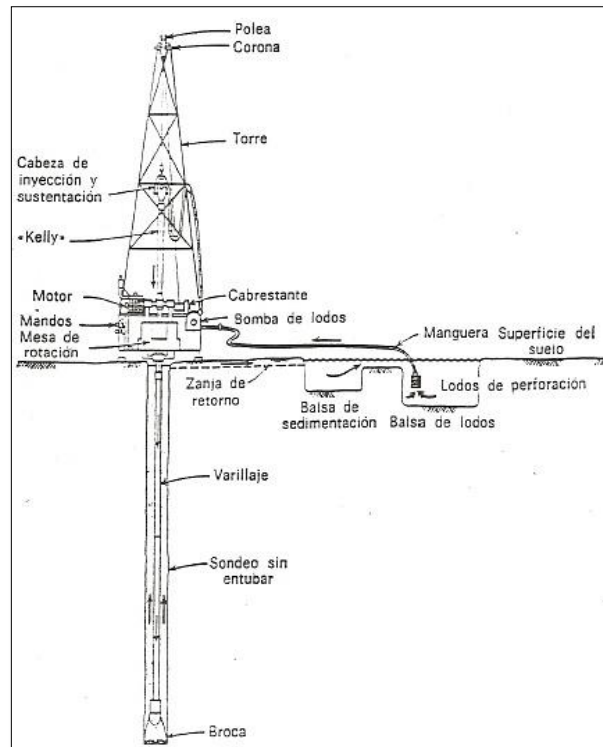 Polea
Corona
Torre
Cabeza de
inyección y
sustentación
«Kelly»
Motor
Cabrestante
Mandos
Bomba de lodos
Mesa de
rotación
Manguera
Superficie del
suelo
Zanja de
retorno
Lodos de perforación
Balsa de
sedimentación
Balsa de lodos
Varillaje
Sondeo sin
entubar
Broca